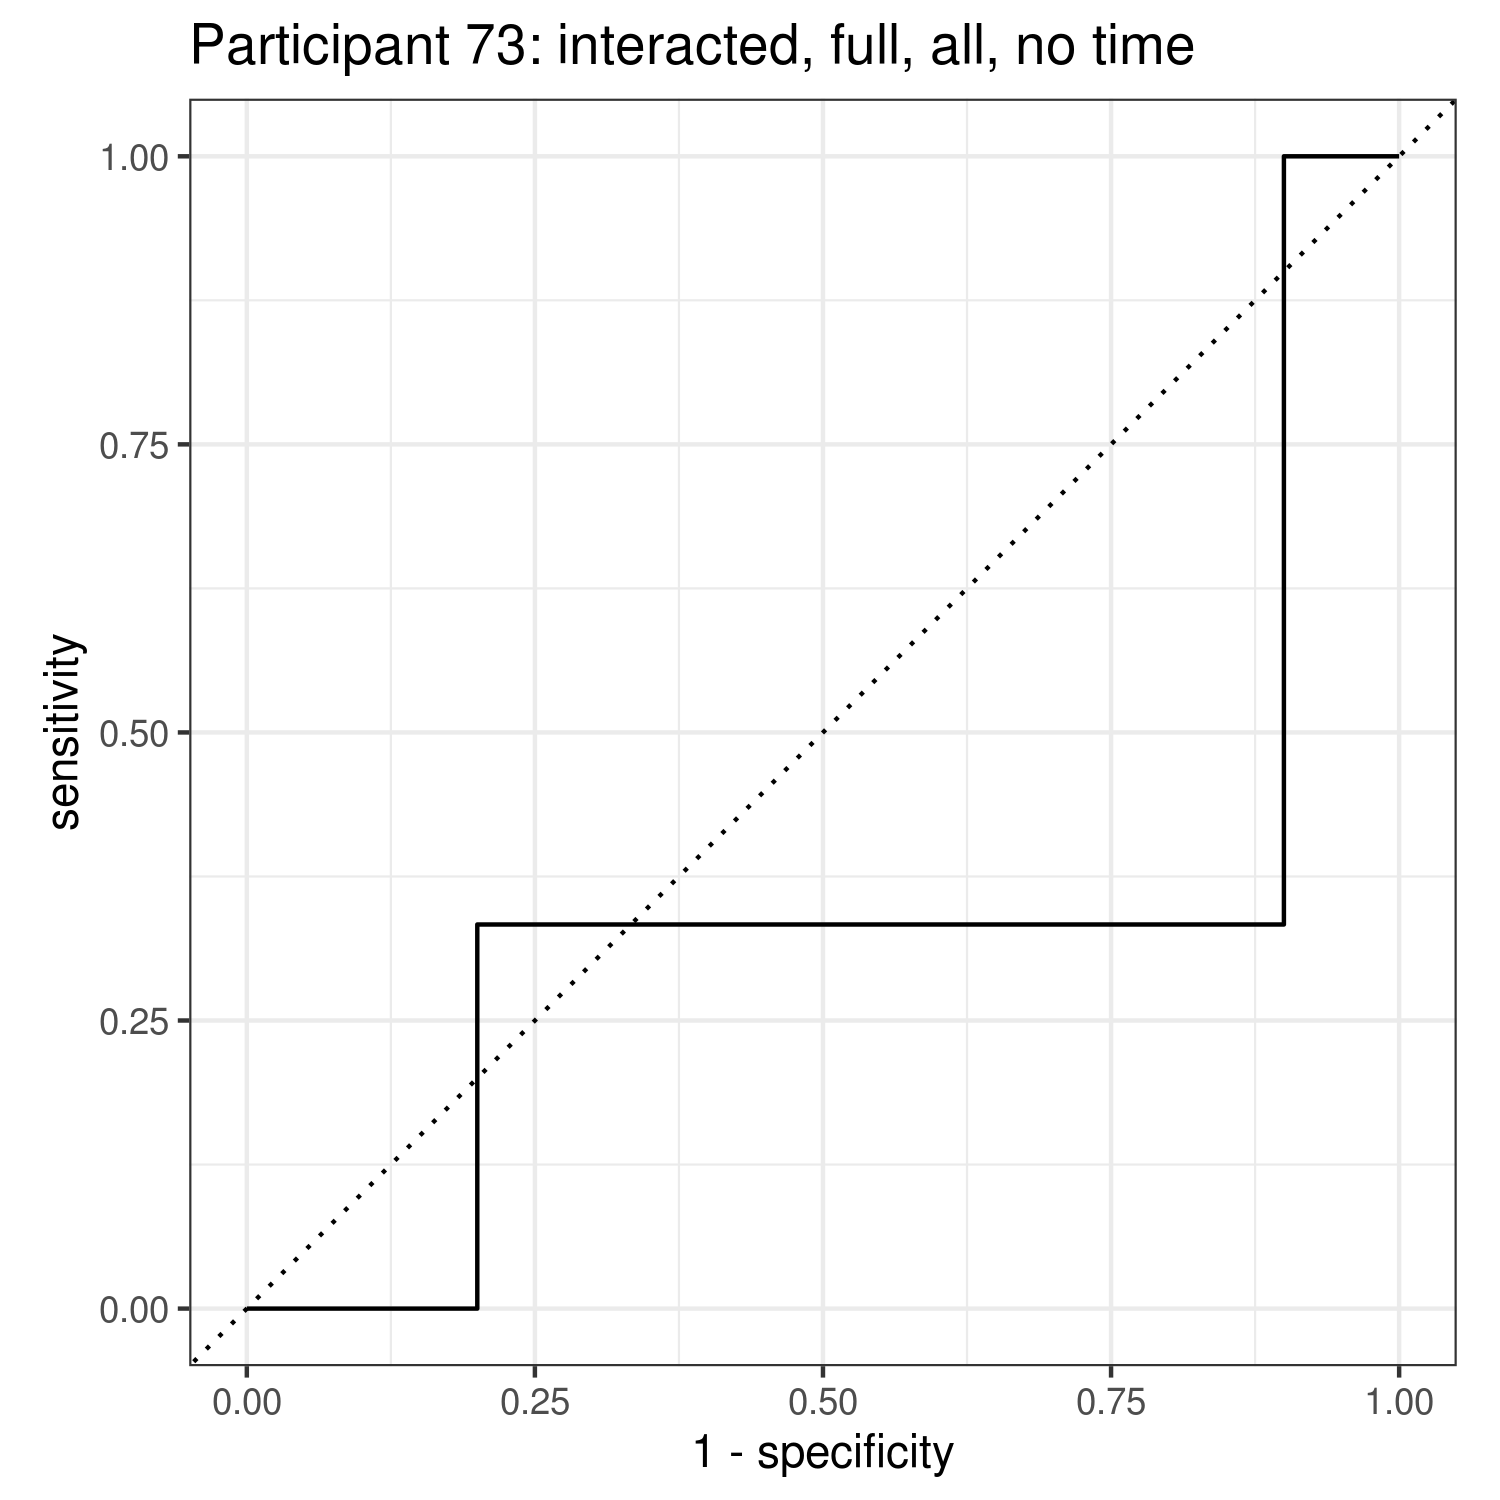 Participant 73: interacted, full, all, no time
1.00
0.75
0.50
0.25
0.00
sensitivity
0.00 0.25 0.50 0.75 1.00
1 - specificity